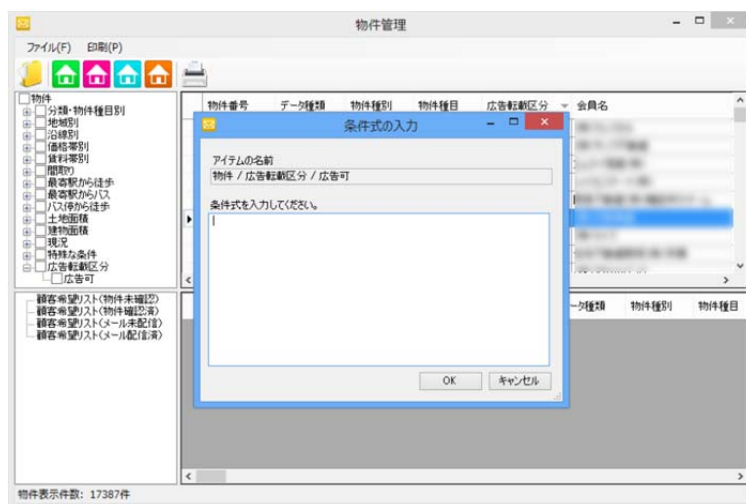 物件管理
ファイル(F) 印刷(P)
物件
分類・物件種目別
地域別
沿線別
価格帯別
賃料帯別
間取り
最寄駅から徒歩
最寄駅からバス
バス停から徒歩
土地面積
建物面積
現況
特殊な条件
広告転載区分
広告可
物件番号 データ種類 物件種別 物件種目 広告転載区分 会員名
条件式の入力
アイテムの名前
物件 / 広告転載区分 / 広告可
条件式を入力してください。
OK キャンセル
顧客希望リスト(物件未確認)
顧客希望リスト(物件確認済)
顧客希望リスト(メール未配信)
顧客希望リスト(メール配信済)
ータ種類 物件種別 物件種目
物件表示件数: 17387件